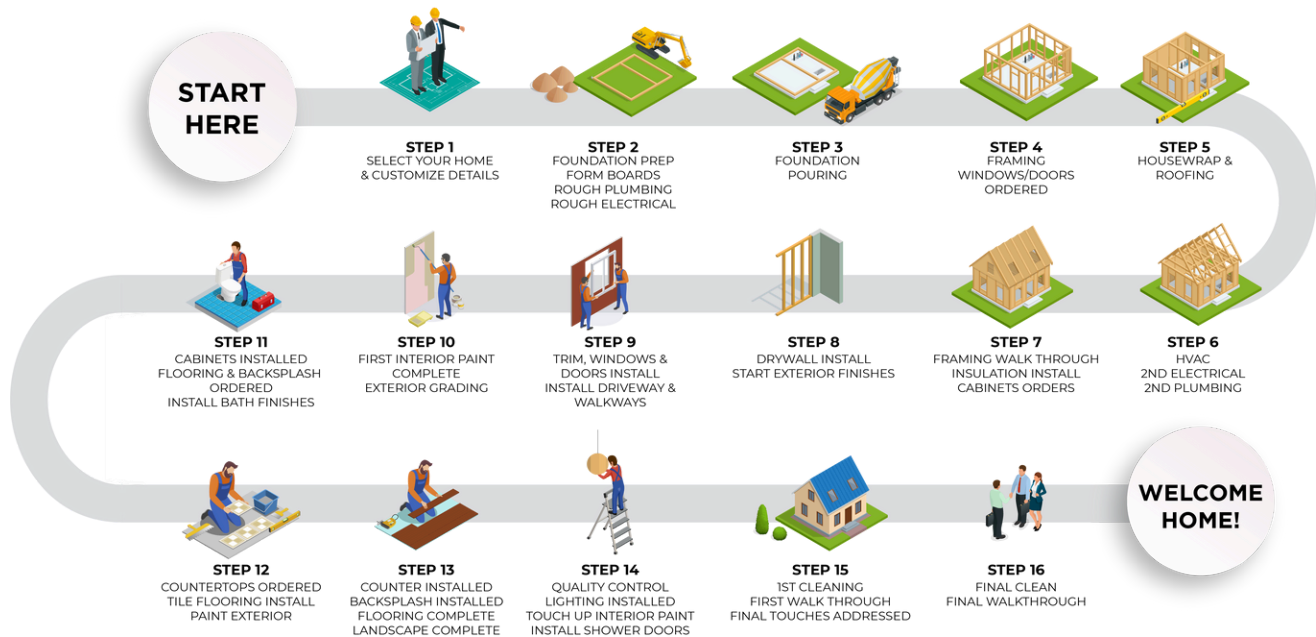 START
HERE
STEP 1
SELECT YOUR HOME
& CUSTOMIZE DETAILS
STEP 2
FOUNDATION PREP
FORM BOARDS
ROUGH PLUMBING
ROUGH ELECTRICAL
STEP 3
FOUNDATION
POURING
STEP 4
FRAMING
WINDOWS/DOORS
ORDERED
STEP 5
HOUSEWRAP &
ROOFING
STEP 6
HVAC
2ND ELECTRICAL
2ND PLUMBING
STEP 7
FRAMING WALK THROUGH
INSULATION INSTALL
CABINETS ORDERS
STEP 8
DRYWALL INSTALL
START EXTERIOR FINISHES
STEP 9
TRIM, WINDOWS &
DOORS INSTALL
INSTALL DRIVEWAY &
WALKWAYS
STEP 10
FIRST INTERIOR PAINT
COMPLETE
EXTERIOR GRADING
STEP 11
CABINETS INSTALLED
FLOORING & BACKSPLASH
ORDERED
INSTALL BATH FINISHES
STEP 12
COUNTERTOPS ORDERED
TILE FLOORING INSTALL
PAINT EXTERIOR
STEP 13
COUNTER INSTALLED
BACKSPLASH INSTALLED
FLOORING COMPLETE
LANDSCAPE COMPLETE
STEP 14
QUALITY CONTROL
LIGHTING INSTALLED
TOUCH UP INTERIOR PAINT
INSTALL SHOWER DOORS
STEP 15
1ST CLEANING
FIRST WALK THROUGH
FINAL TOUCHES ADDRESSED
STEP 16
FINAL CLEAN
FINAL WALKTHROUGH
WELCOME
HOME!